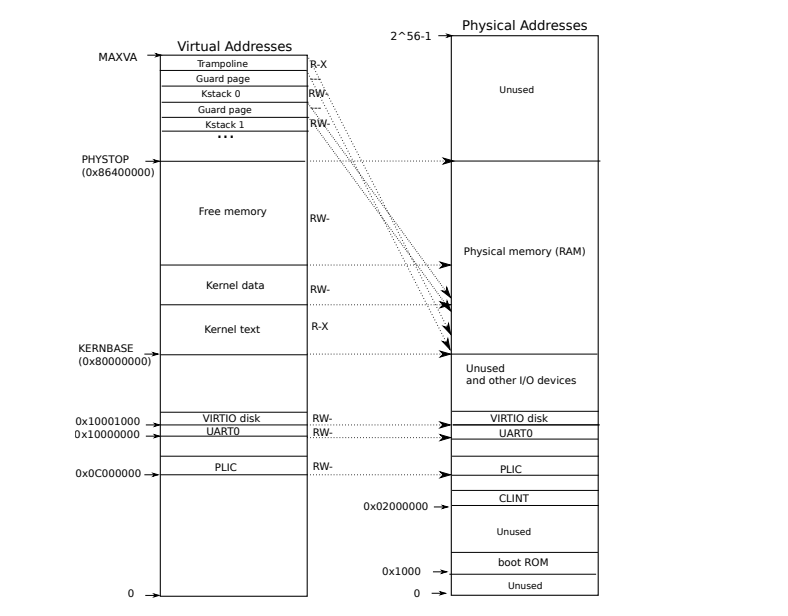 Physical Addresses
2^56-1
Virtual Addresses
MAXVA
Trampoline
R-X
Guard page
---
Kstack 0
RW-
Guard page
---
Kstack 1
RW-
...
Unused
PHYSTOP
(0x86400000)
Free memory
RW-
Physical memory (RAM)
Kernel data
RW-
Kernel text
R-X
KERNBASE
(0x80000000)
Unused
and other I/O devices
0x10001000
VIRTIO disk
RW-
VIRTIO disk
0x10000000
UART0
RW-
UART0
0x0C000000
PLIC
RW-
PLIC
CLINT
0x02000000
Unused
boot ROM
0x1000
Unused
0
0